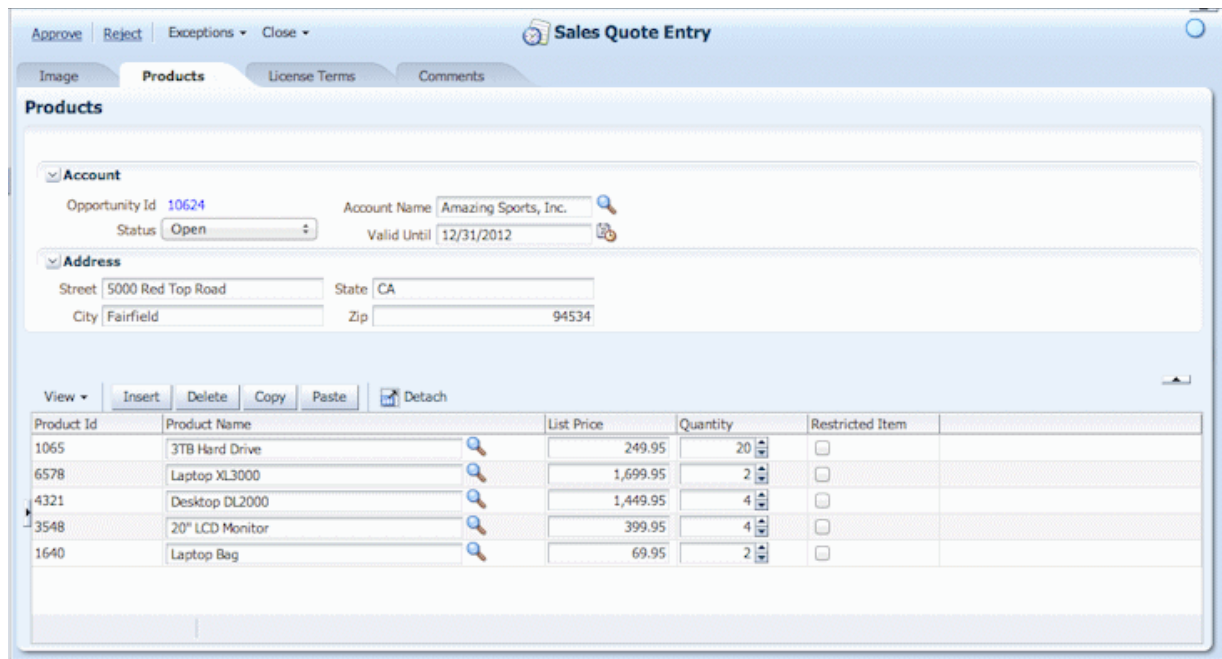 Approve Reject Exceptions Close Sales Quote Entry
Image Products License Terms Comments
Products
Account
Opportunity Id 10624 Account Name Amazing Sports, Inc.
Status Open Valid Until 12/31/2012
Address
Street 5000 Red Top Road State CA
City Fairfield Zip 94534
View Insert Delete Copy Paste Detach
Product Id Product Name List Price Quantity Restricted Item
1065 3TB Hard Drive 249.95 20
6578 Laptop XL3000 1,699.95 2
4321 Desktop DL2000 1,449.95 4
3548 20" LCD Monitor 399.95 4
1640 Laptop Bag 69.95 2